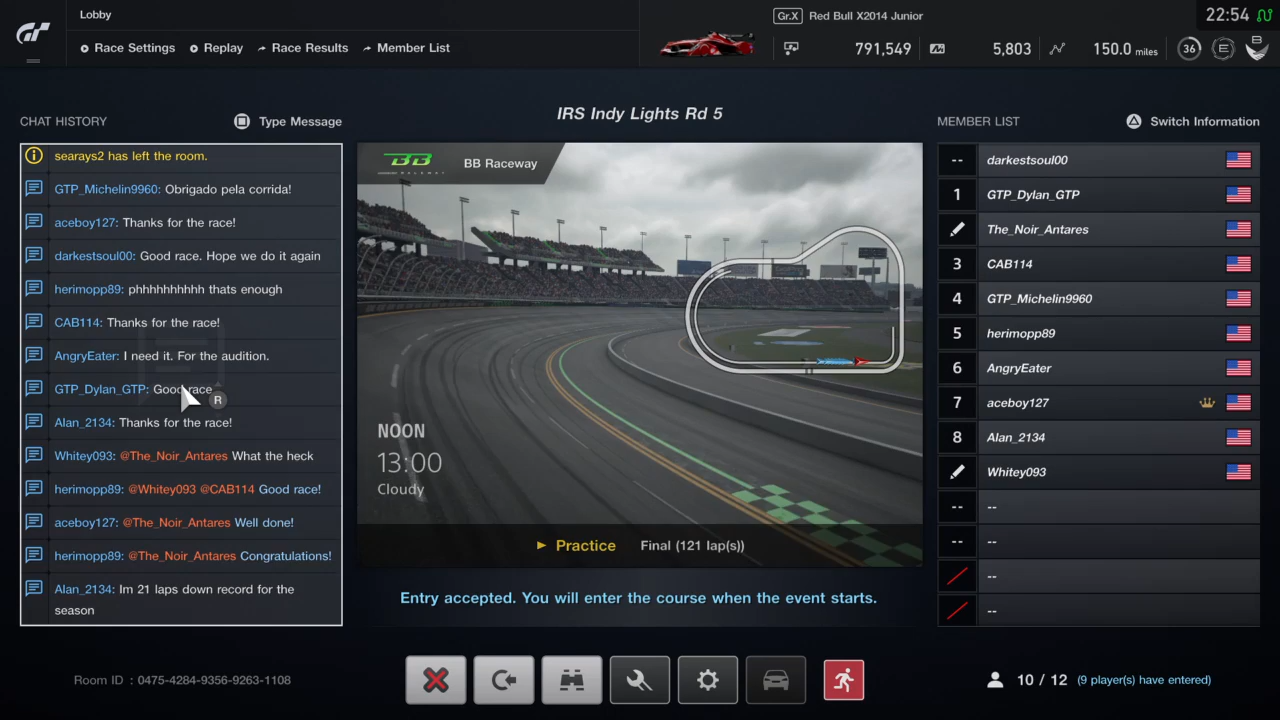 Lobby
Race Settings Replay Race Results Member List
Gr.X Red Bull X2014 Junior
22:54
791,549 5,803 150.0 miles 36 E B
CHAT HISTORY Type Message
searays2 has left the room.
GTP_Michelin9960: Obrigado pela corrida!
aceboy127: Thanks for the race!
darkestsoul00: Good race. Hope we do it again
herimopp89: phhhhhhhhh thats enough
CAB114: Thanks for the race!
AngryEater: I need it. For the audition.
GTP_Dylan_GTP: Good race
R
Alan_2134: Thanks for the race!
Whitey093: @The_Noir_Antares What the heck
herimopp89: @Whitey093 @CAB114 Good race!
aceboy127: @The_Noir_Antares Well done!
herimopp89: @The_Noir_Antares Congratulations!
Alan_2134: Im 21 laps down record for the
season
IRS Indy Lights Rd 5
BB BB Raceway
NOON
13:00
Cloudy
Practice Final (121 lap(s))
Entry accepted. You will enter the course when the event starts.
MEMBER LIST Switch Information
-- darkestsoul00
1 GTP_Dylan_GTP
The_Noir_Antares
3 CAB114
4 GTP_Michelin9960
5 herimopp89
6 AngryEater
7 aceboy127
8 Alan_2134
Whitey093
-- --
-- --
--
--
Room ID : 0475-4284-9356-9263-1108
10 / 12 (9 player(s) have entered)